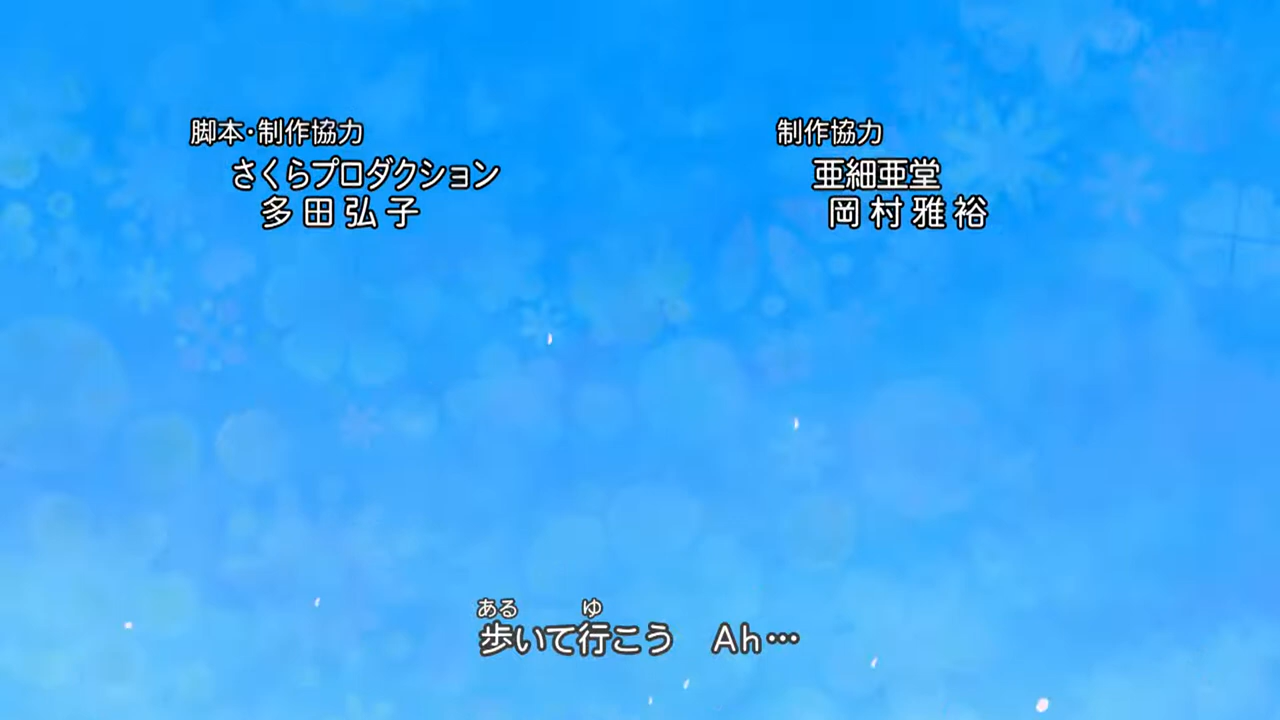 脚本・制作協力
さくらプロダクション
多田弘子
制作協力
亜細亜堂
岡村雅裕
ある ゆ
歩いて行こう Ah…